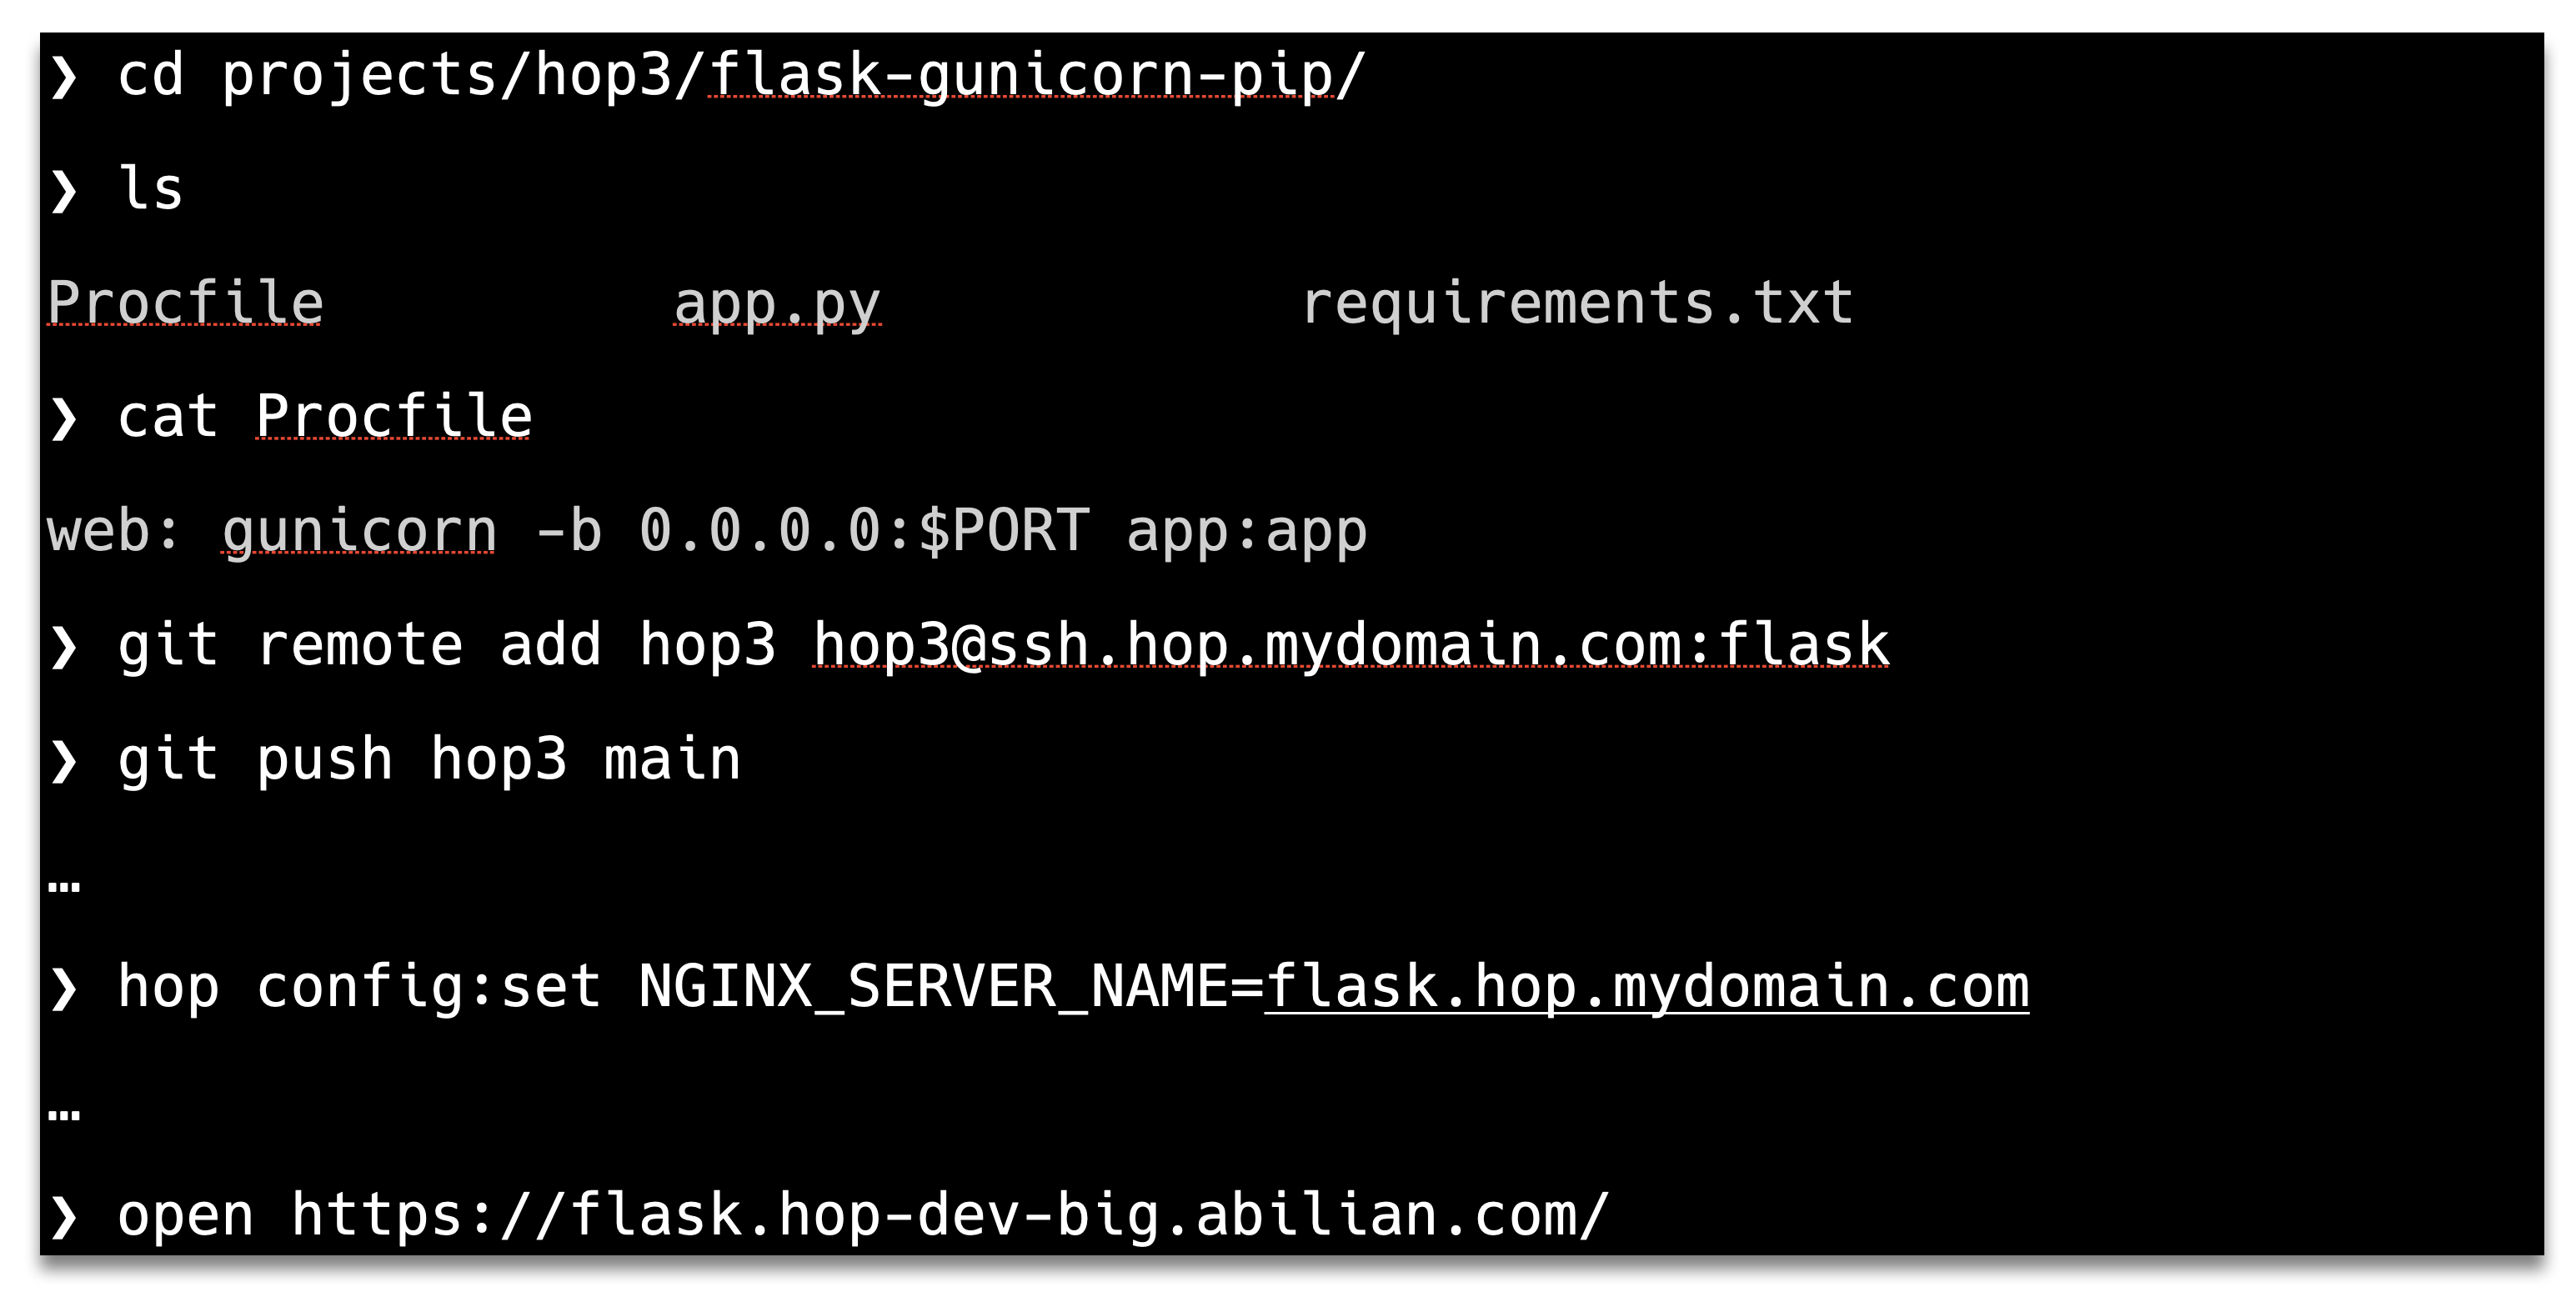 ❯ cd projects/hop3/flask-gunicorn-pip/
❯ ls
Procfile          app.py            requirements.txt
❯ cat Procfile
web: gunicorn -b 0.0.0.0:$PORT app:app
❯ git remote add hop3 hop3@ssh.hop.mydomain.com:flask
❯ git push hop3 main
…
❯ hop config:set NGINX_SERVER_NAME=flask.hop.mydomain.com
…
❯ open https://flask.hop-dev-big.abilian.com/